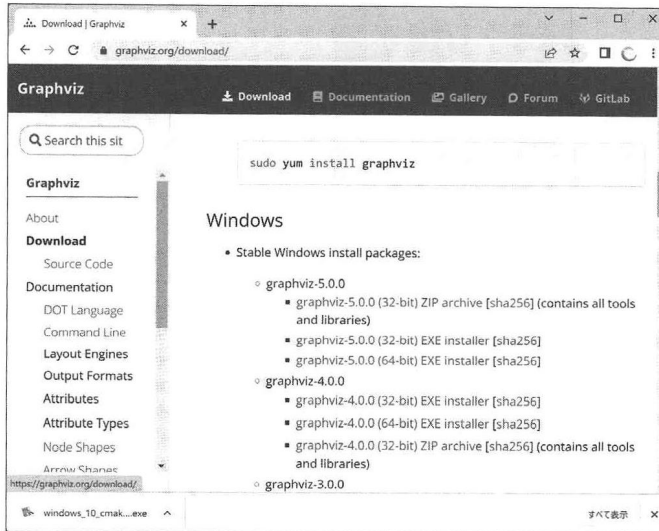 Download | Graphviz
graphviz.org/download/
Graphviz
Download Documentation Gallery Forum GitLab
Search this sit
Graphviz
About
Download
Source Code
Documentation
DOT Language
Command Line
Layout Engines
Output Formats
Attributes
Attribute Types
Node Shapes
Arrow Shapes
https://graphviz.org/download/
sudo yum install graphviz
Windows
• Stable Windows install packages:
○ graphviz-5.0.0
▪ graphviz-5.0.0 (32-bit) ZIP archive [sha256] (contains all tools
and libraries)
▪ graphviz-5.0.0 (32-bit) EXE installer [sha256]
▪ graphviz-5.0.0 (64-bit) EXE installer [sha256]
○ graphviz-4.0.0
▪ graphviz-4.0.0 (32-bit) EXE installer [sha256]
▪ graphviz-4.0.0 (64-bit) EXE installer [sha256]
▪ graphviz-4.0.0 (32-bit) ZIP archive [sha256] (contains all tools
and libraries)
○ graphviz-3.0.0
windows_10_cmak....exe
すべて表示